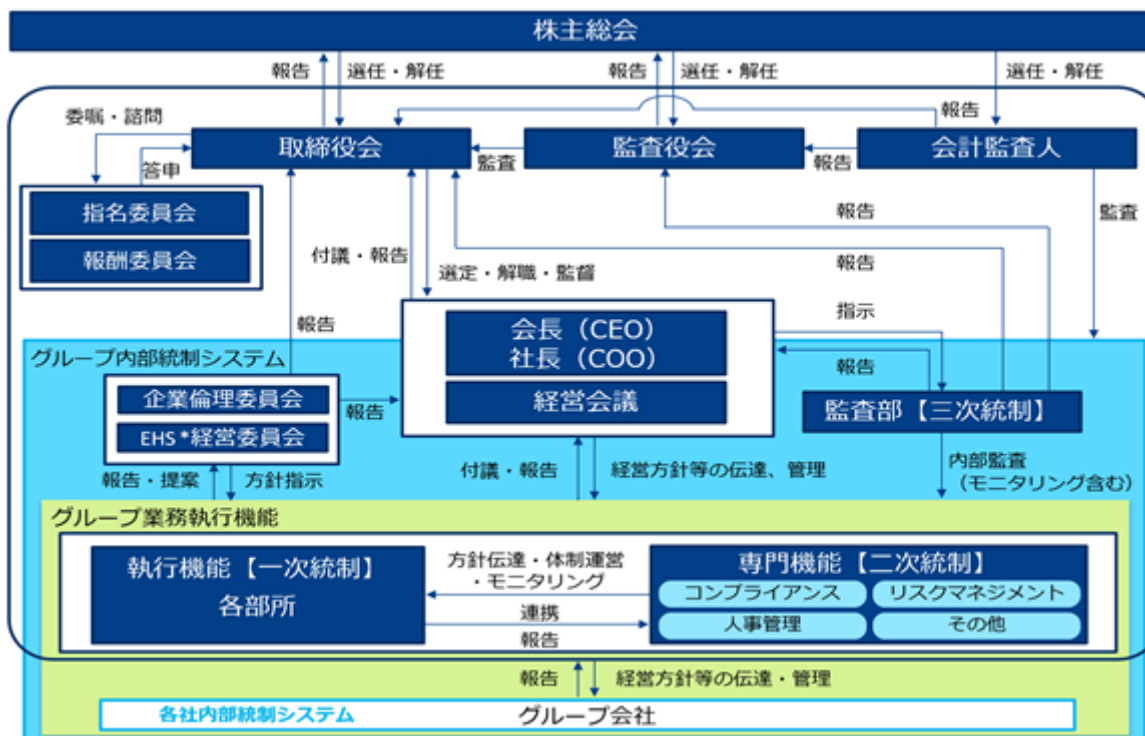 株主総会
報告
選任・解任
報告
選任・解任
選任・解任
委嘱・諮問
報告
取締役会
監査
監査役会
報告
会計監査人
答申
指名委員会
報酬委員会
付議・報告
選定・解職・監督
報告
報告
監査
報告
会長（CEO）
社長（COO）
経営会議
指示
報告
グループ内部統制システム
企業倫理委員会
EHS*経営委員会
報告
監査部【三次統制】
報告・提案
方針指示
付議・報告
経営方針等の伝達、管理
内部監査
（モニタリング含む）
グループ業務執行機能
執行機能【一次統制】
各部所
方針伝達・体制運営
・モニタリング
連携
報告
専門機能【二次統制】
コンプライアンス
リスクマネジメント
人事管理
その他
報告
経営方針等の伝達・管理
各社内部統制システム
グループ会社